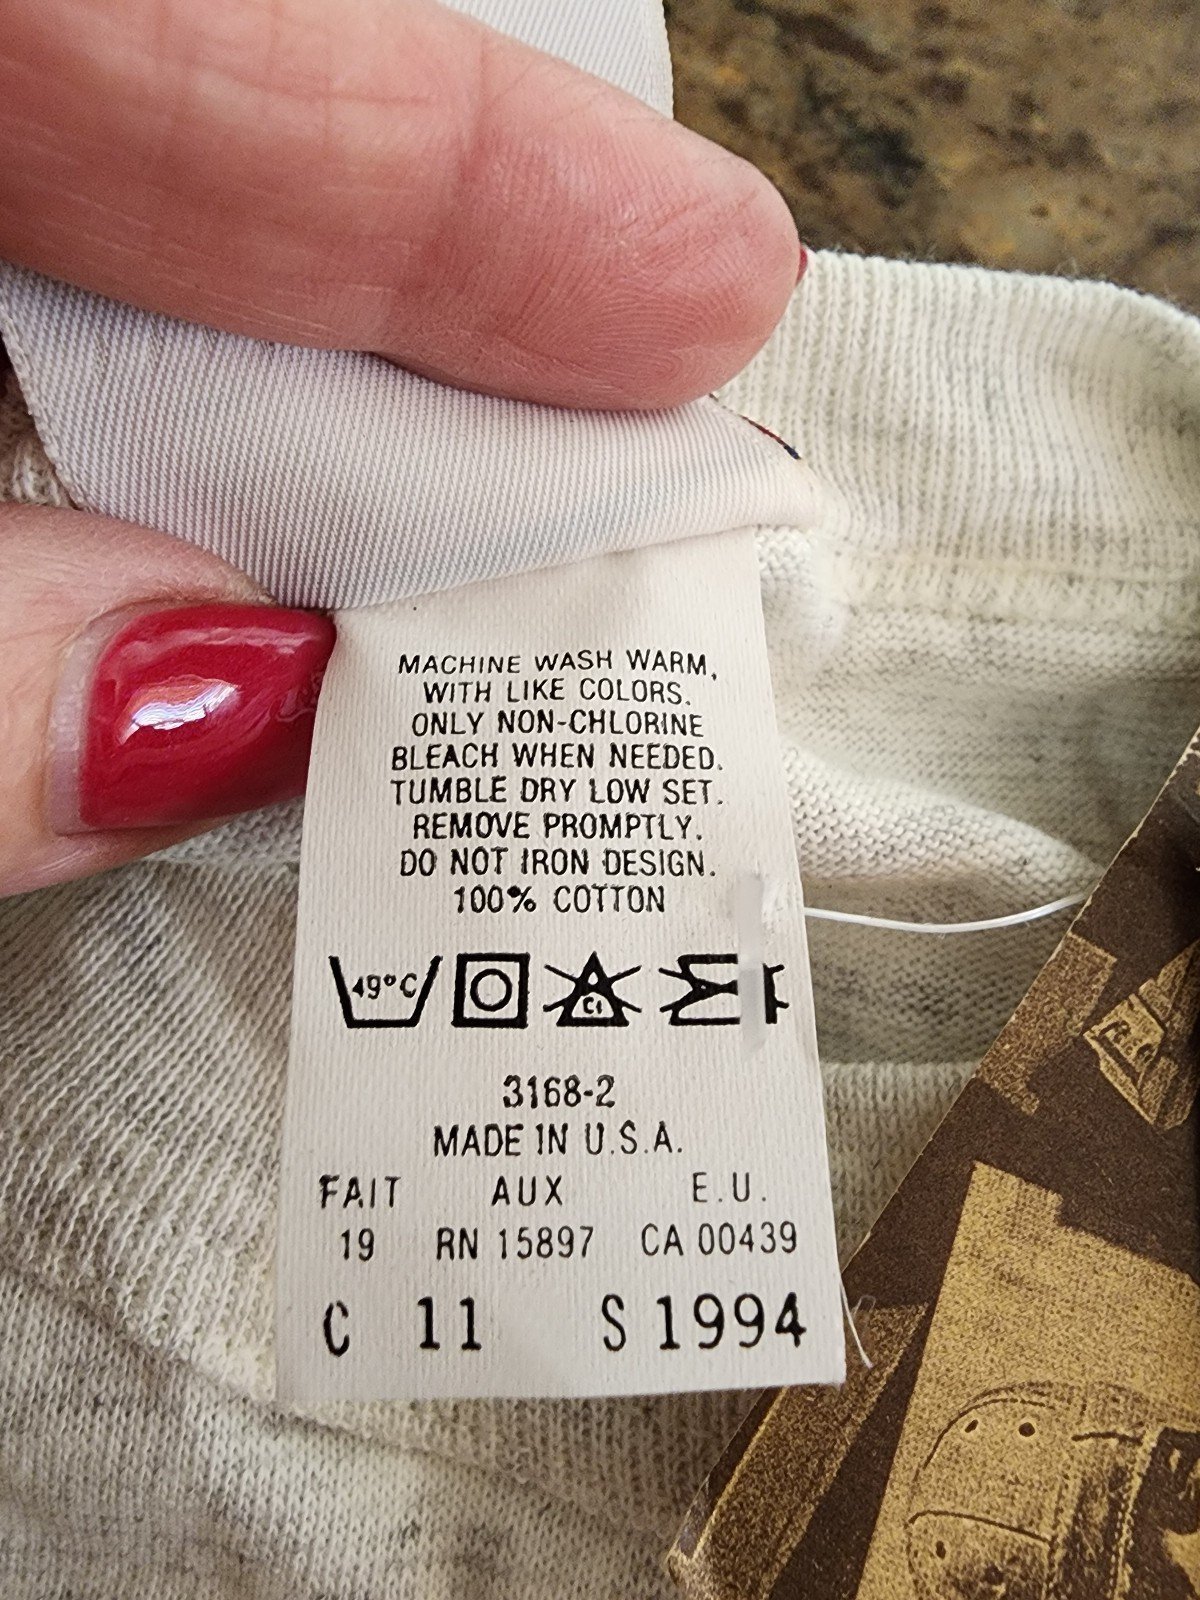 MACHINE WASH WARM,
WITH LIKE COLORS.
ONLY NON-CHLORINE
BLEACH WHEN NEEDED.
TUMBLE DRY LOW SET.
REMOVE PROMPTLY.
DO NOT IRON DESIGN.
100% COTTON
49°C
Cl
3168-2
MADE IN U.S.A.
FAIT AUX E.U.
19 RN 15897 CA 00439
C 11 S 1994